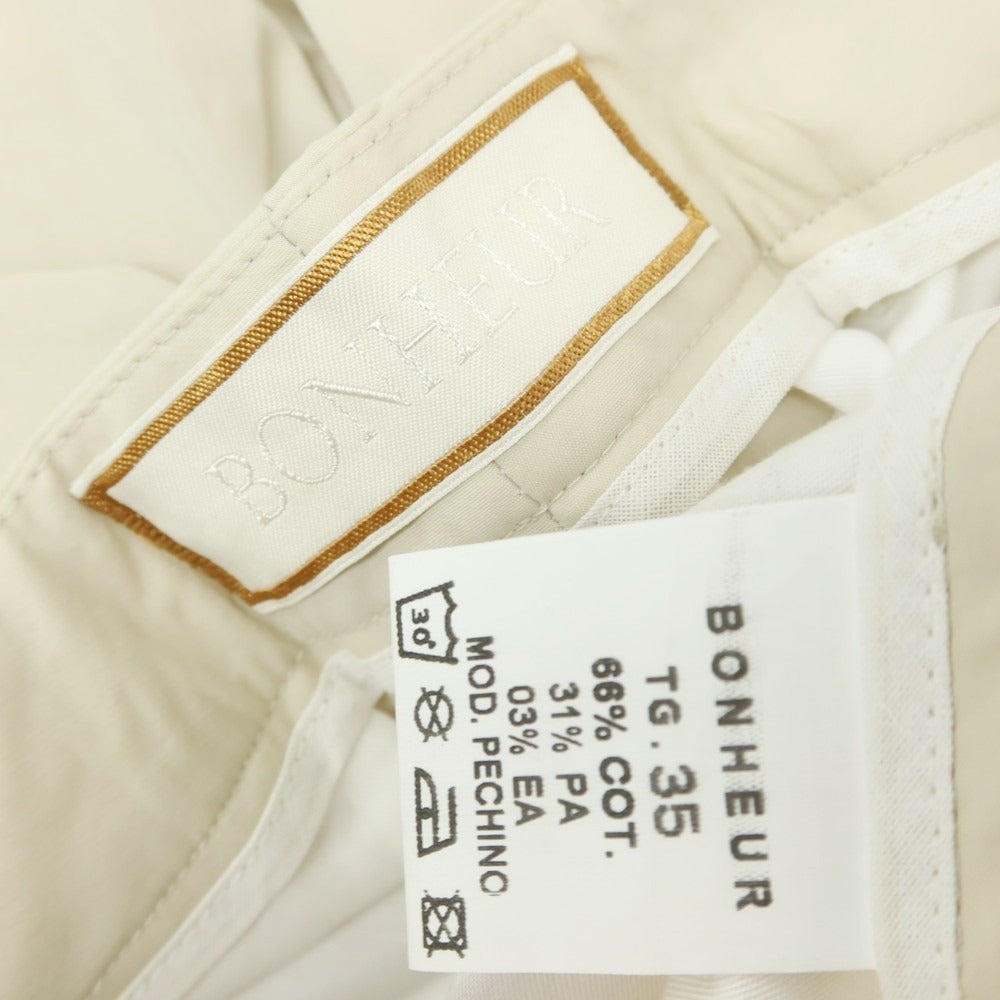 BONHEUR
BONHEUR
TG. 35
66% COT.
31% PA
03% EA
MOD. PECHINO
30°